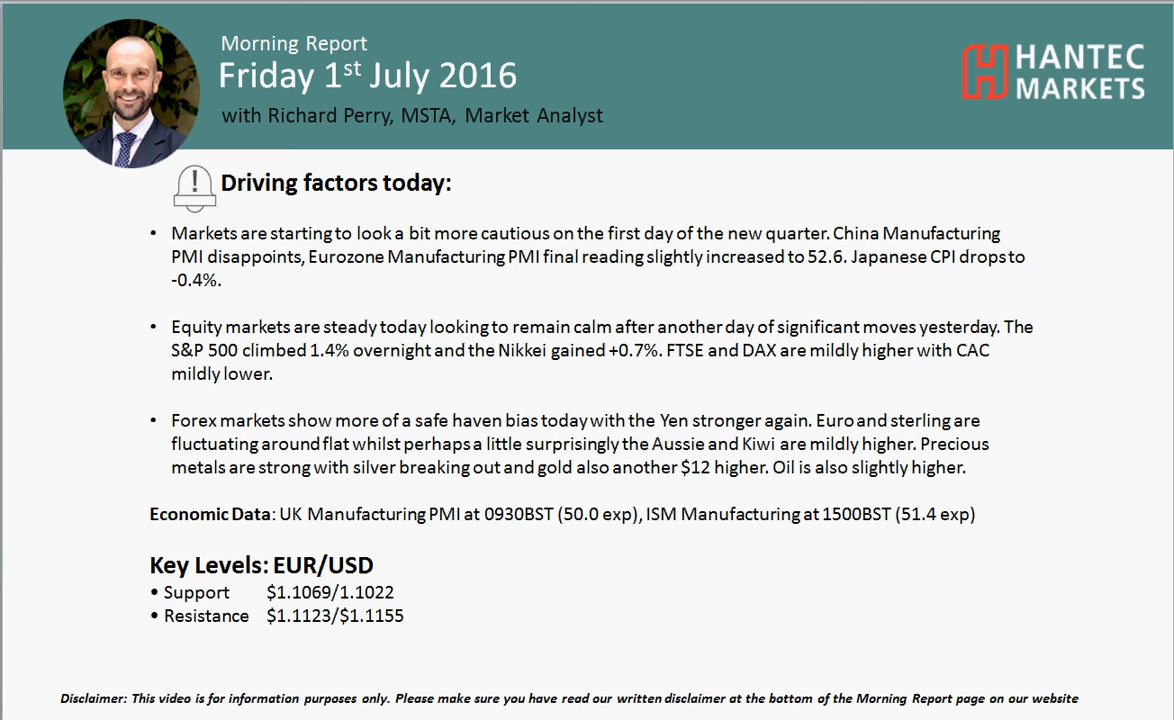 Morning Report
Friday 1st July 2016
with Richard Perry, MSTA, Market Analyst
HANTEC
MARKETS
! Driving factors today:
• Markets are starting to look a bit more cautious on the first day of the new quarter. China Manufacturing
PMI disappoints, Eurozone Manufacturing PMI final reading slightly increased to 52.6. Japanese CPI drops to
-0.4%.
• Equity markets are steady today looking to remain calm after another day of significant moves yesterday. The
S&P 500 climbed 1.4% overnight and the Nikkei gained +0.7%. FTSE and DAX are mildly higher with CAC
mildly lower.
• Forex markets show more of a safe haven bias today with the Yen stronger again. Euro and sterling are
fluctuating around flat whilst perhaps a little surprisingly the Aussie and Kiwi are mildly higher. Precious
metals are strong with silver breaking out and gold also another $12 higher. Oil is also slightly higher.
Economic Data: UK Manufacturing PMI at 0930BST (50.0 exp), ISM Manufacturing at 1500BST (51.4 exp)
Key Levels: EUR/USD
• Support $1.1069/1.1022
• Resistance $1.1123/$1.1155
Disclaimer: This video is for information purposes only. Please make sure you have read our written disclaimer at the bottom of the Morning Report page on our website